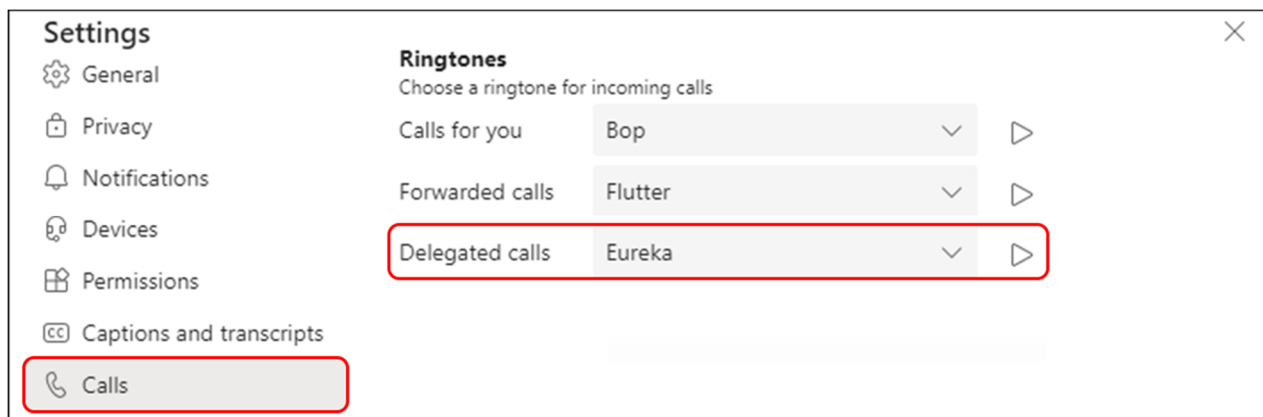 Settings
General
Privacy
Notifications
Devices
Permissions
CC Captions and transcripts
Calls
Ringtones
Choose a ringtone for incoming calls
Calls for you Bop
Forwarded calls Flutter
Delegated calls Eureka